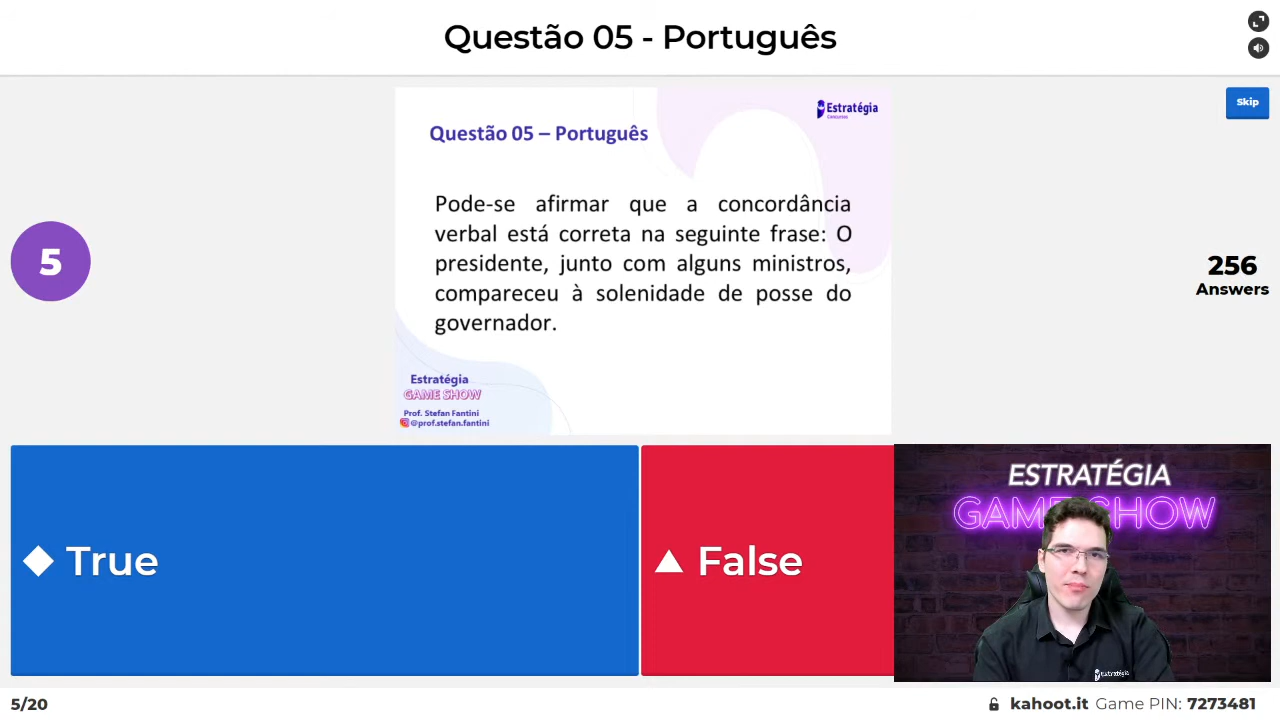 Questão 05 - Português
Skip
Estratégia
Concursos
Questão 05 – Português
Pode-se afirmar que a concordância
verbal está correta na seguinte frase: O
presidente, junto com alguns ministros,
compareceu à solenidade de posse do
governador.
5
256
Answers
Estratégia
GAME SHOW
Prof. Stefan Fantini
@prof.stefan.fantini
True
False
ESTRATÉGIA
GAME SHOW
Estratégia
5/20
kahoot.it Game PIN: 7273481